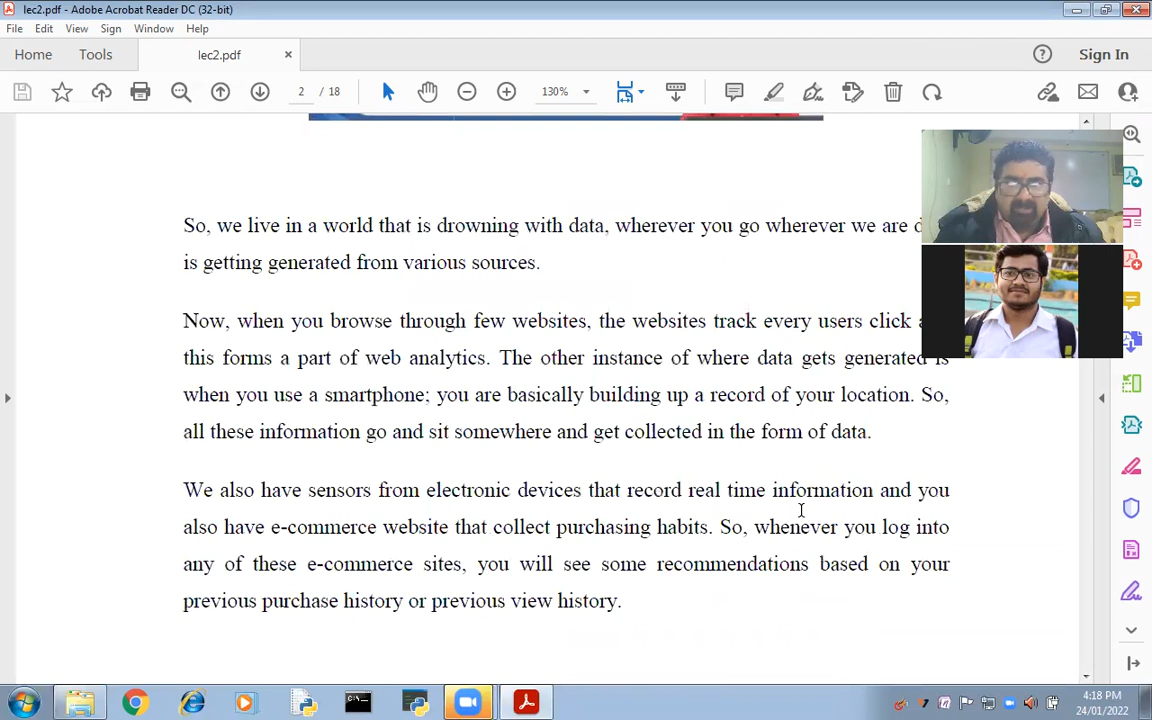 lec2.pdf - Adobe Acrobat Reader DC (32-bit)
File Edit View Sign Window Help
Home Tools lec2.pdf Sign In
2 / 18 130%
So, we live in a world that is drowning with data, wherever you go wherever we are
is getting generated from various sources.
Now, when you browse through few websites, the websites track every users click
this forms a part of web analytics. The other instance of where data gets generated is
when you use a smartphone; you are basically building up a record of your location. So,
all these information go and sit somewhere and get collected in the form of data.
We also have sensors from electronic devices that record real time information and you
also have e-commerce website that collect purchasing habits. So, whenever you log into
any of these e-commerce sites, you will see some recommendations based on your
previous purchase history or previous view history.
4:18 PM
24/01/2022